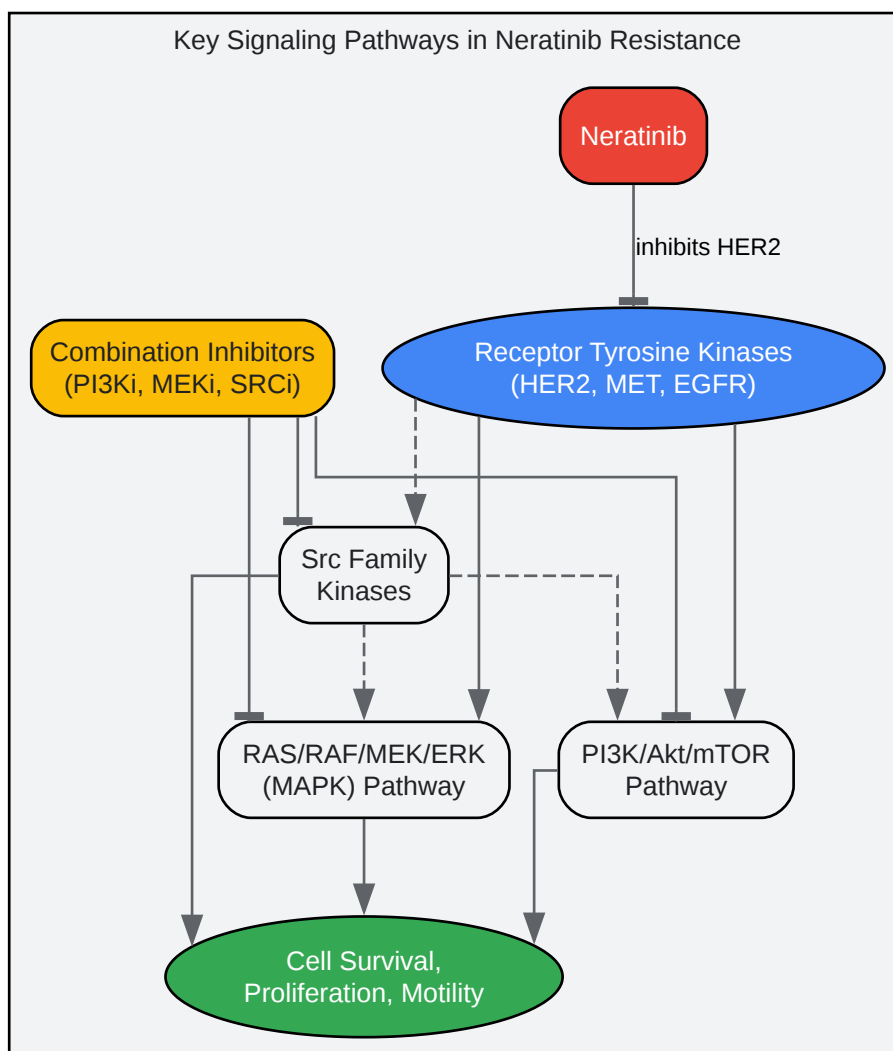 Key Signaling Pathways in Neratinib Resistance
Neratinib
inhibits HER2
Combination Inhibitors
(PI3Ki, MEKi, SRCi)
Receptor Tyrosine Kinases
(HER2, MET, EGFR)
Src Family
Kinases
RAS/RAF/MEK/ERK
(MAPK) Pathway
PI3K/Akt/mTOR
Pathway
Cell Survival,
Proliferation, Motility